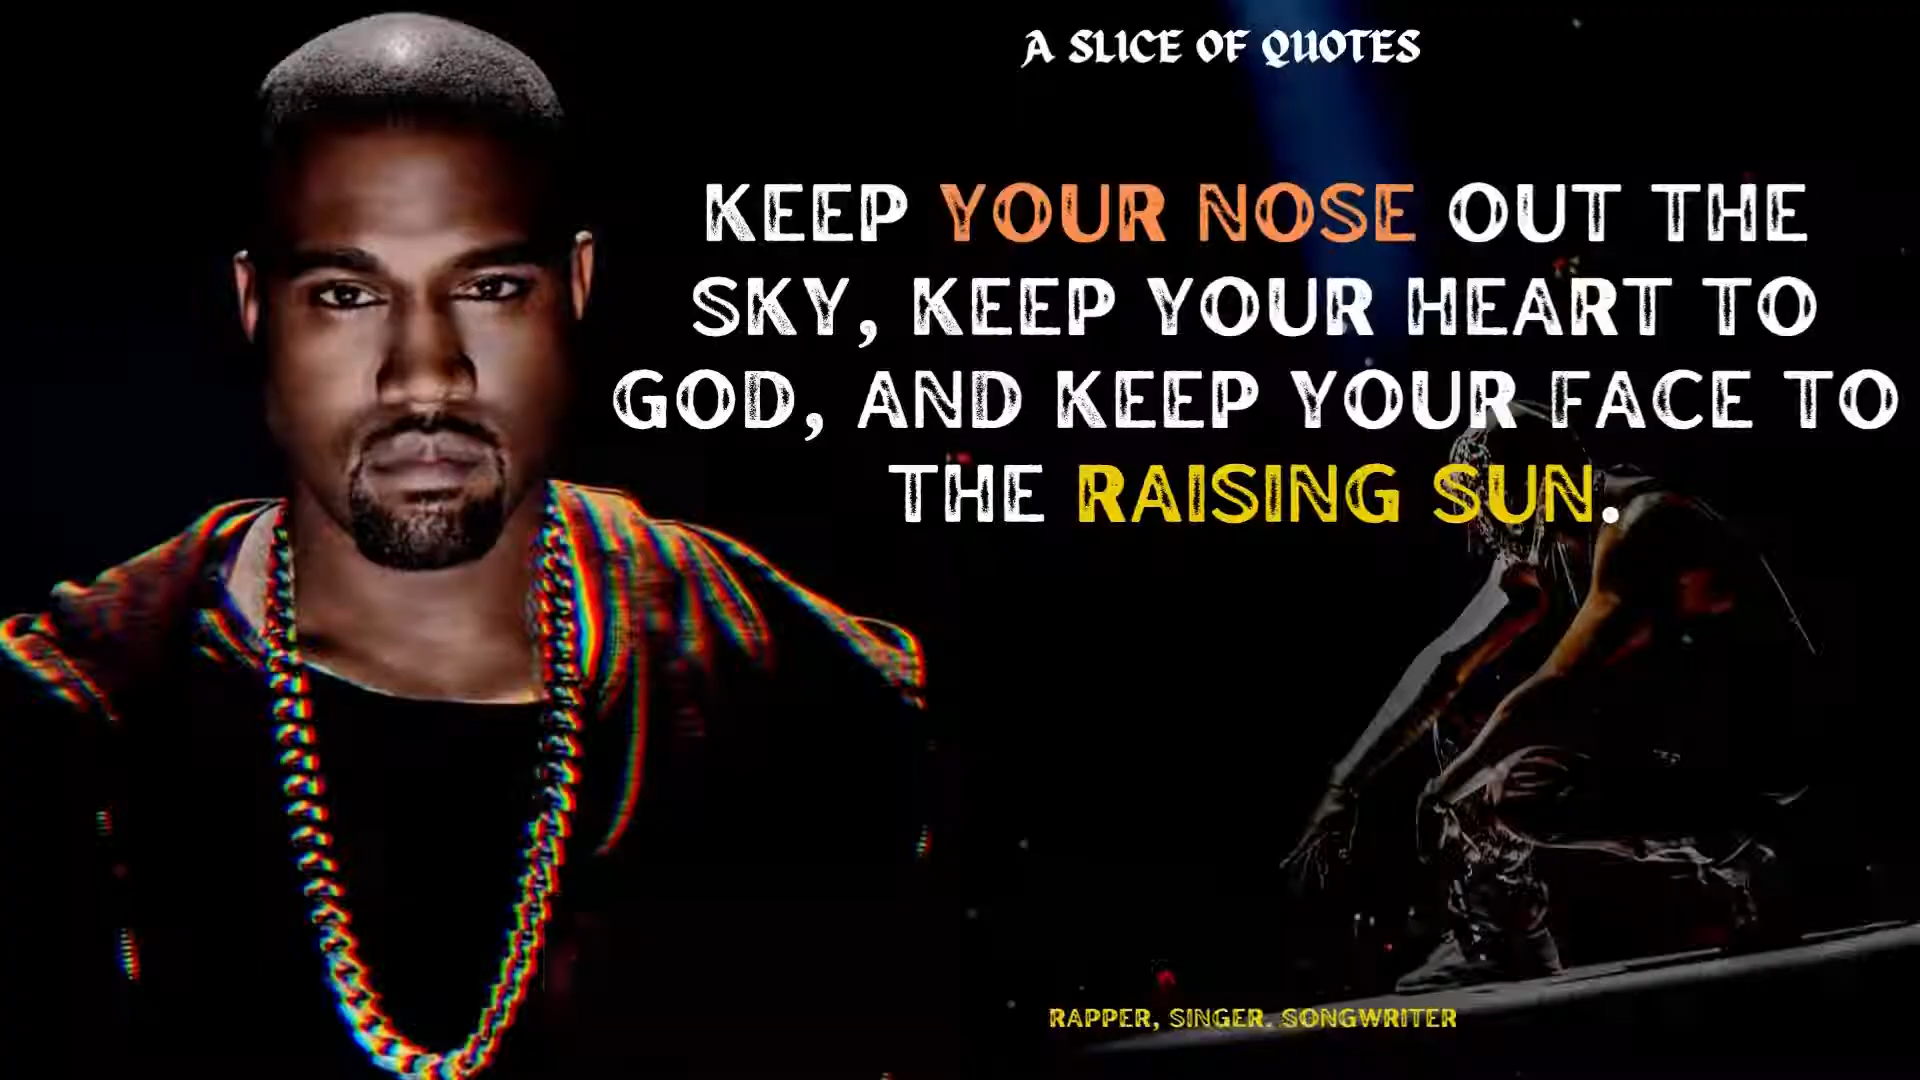 A SLICE OF QUOTES
KEEP YOUR NOSE OUT THE
SKY, KEEP YOUR HEART TO
GOD, AND KEEP YOUR FACE TO
THE RAISING SUN.
RAPPER, SINGER. SONGWRITER